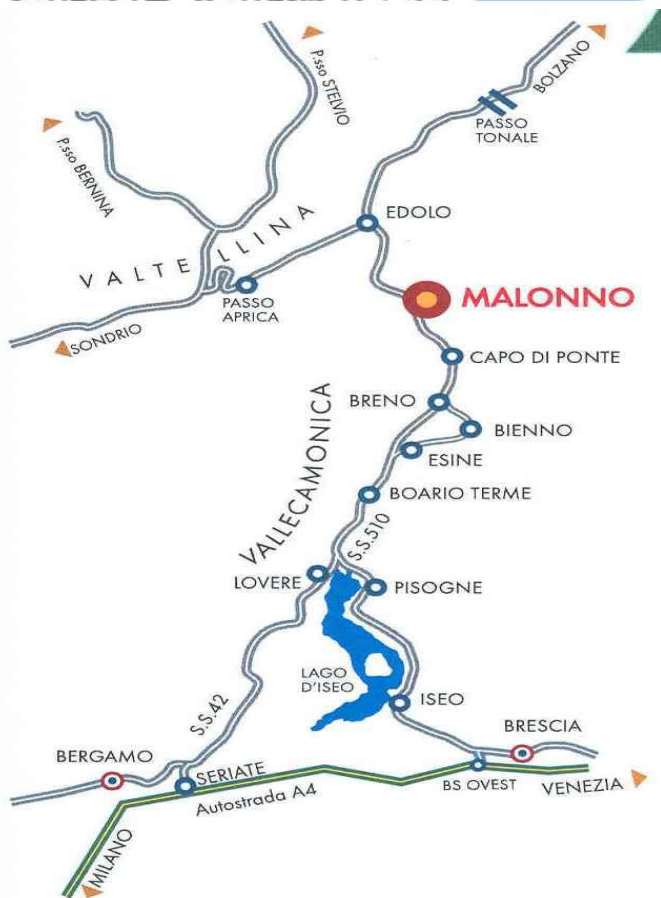 P.sso STELVIO
BOLZANO
PASSO
TONALE
P.sso BERNINA
EDOLO
VALTELLINA
PASSO
APRICA
MALONNO
SONDRIO
CAPO DI PONTE
BRENO
BIENNO
VALLECAMONICA
ESINE
BOARIO TERME
S.S.510
LOVERE
PISOGNE
LAGO
D'ISEO
ISEO
S.S.42
BRESCIA
BERGAMO
SERIATE
BS OVEST
VENEZIA
Autostrada A4
MILANO